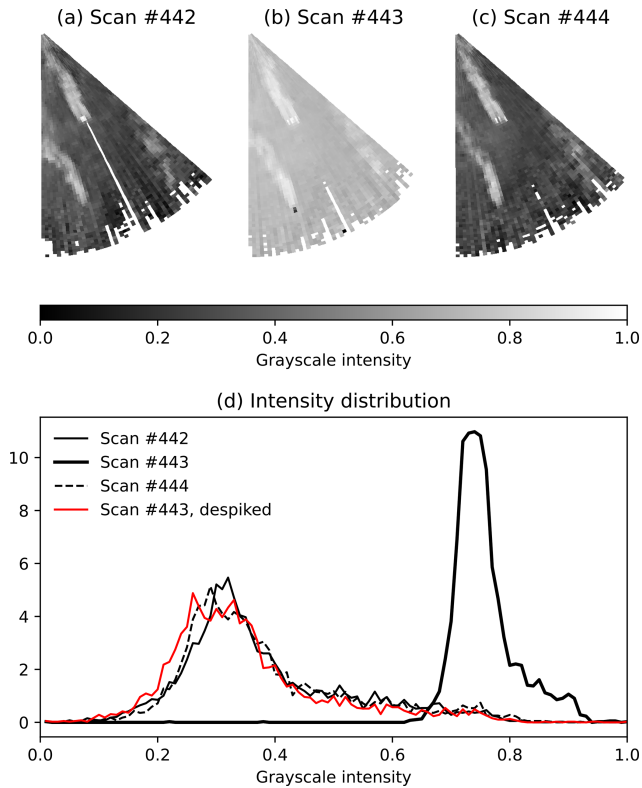 (a) Scan #442
(b) Scan #443
(c) Scan #444
0.0 0.2 0.4 0.6 0.8 1.0
Grayscale intensity
(d) Intensity distribution
10
8
6
4
2
0
Scan #442
Scan #443
Scan #444
Scan #443, despiked
0.0 0.2 0.4 0.6 0.8 1.0
Grayscale intensity